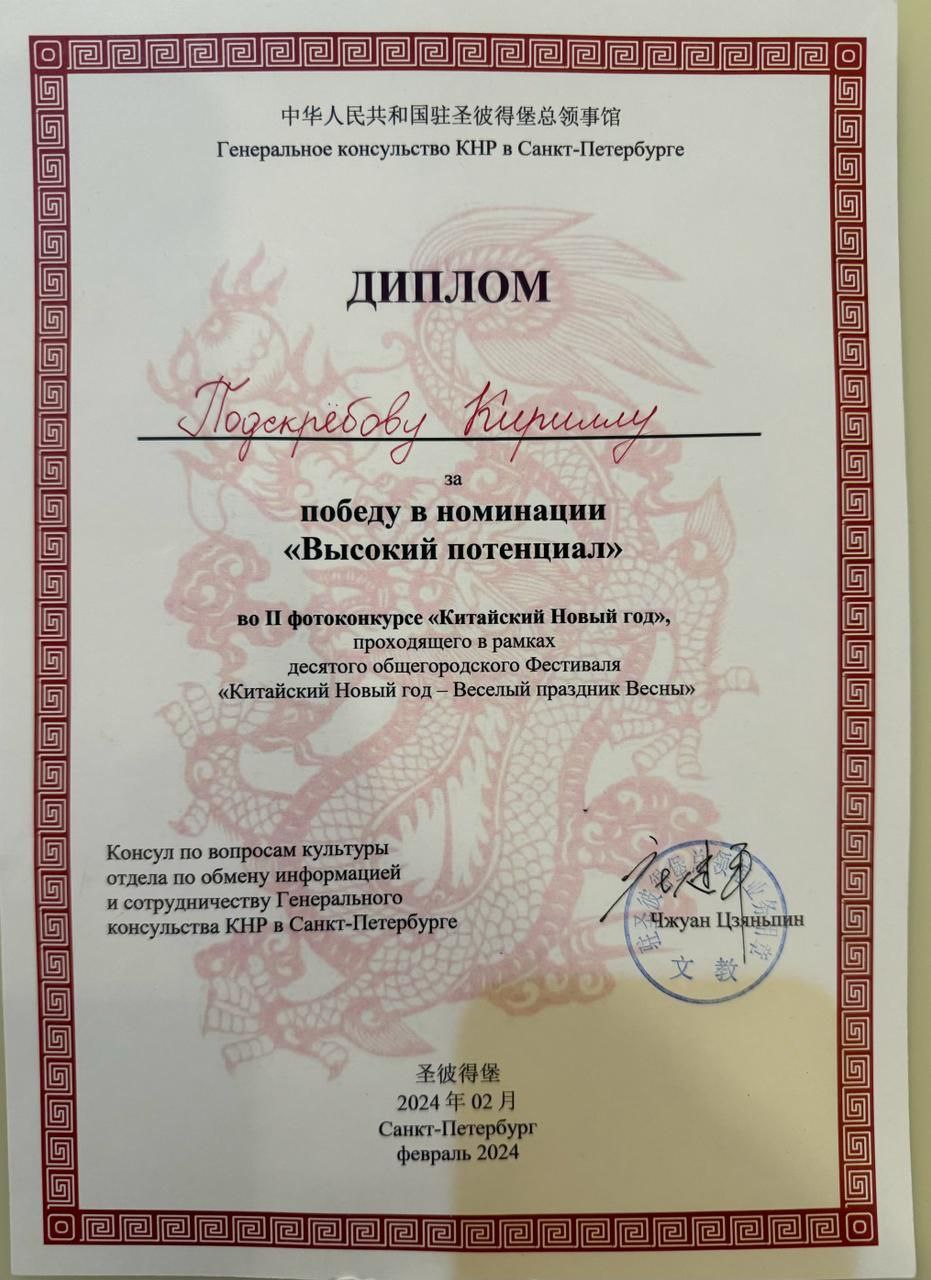 中华人民共和国驻圣彼得堡总领事馆
Генеральное консульство КНР в Санкт-Петербурге
ДИПЛОМ
Подскрёбову Кириллу
за
победу в номинации
«Высокий потенциал»
во II фотоконкурсе «Китайский Новый год»,
проходящего в рамках
десятого общегородского Фестиваля
«Китайский Новый год – Веселый праздник Весны»
Консул по вопросам культуры
отдела по обмену информацией
и сотрудничеству Генерального
консульства КНР в Санкт-Петербурге
Чжуан Цзяньпин
文 教
圣彼得堡
2024 年 02 月
Санкт-Петербург
февраль 2024